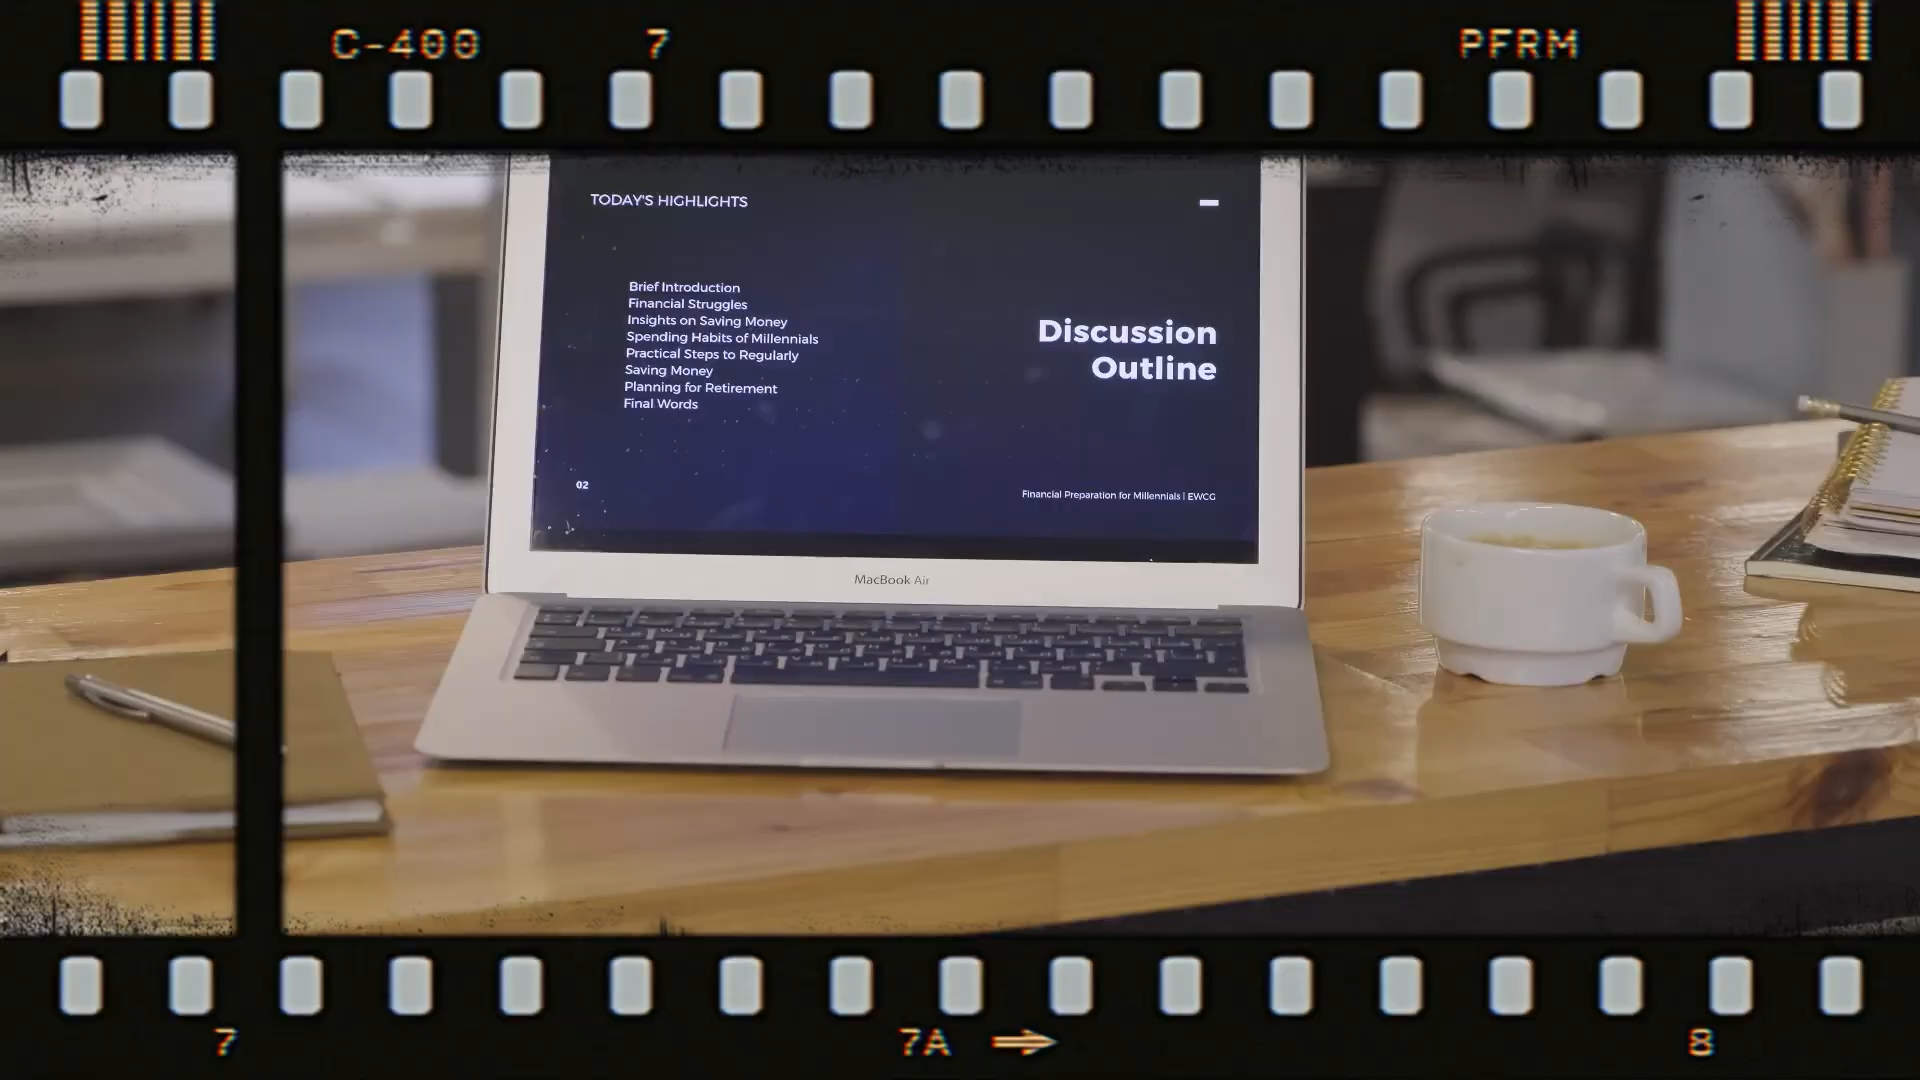 C-400 7 PFRM
TODAY'S HIGHLIGHTS
Brief Introduction
Financial Struggles
Insights on Saving Money
Spending Habits of Millennials
Practical Steps to Regularly
Saving Money
Planning for Retirement
Final Words
Discussion
Outline
02
Financial Preparation for Millennials | EWCG
MacBook Air
7 7A 8